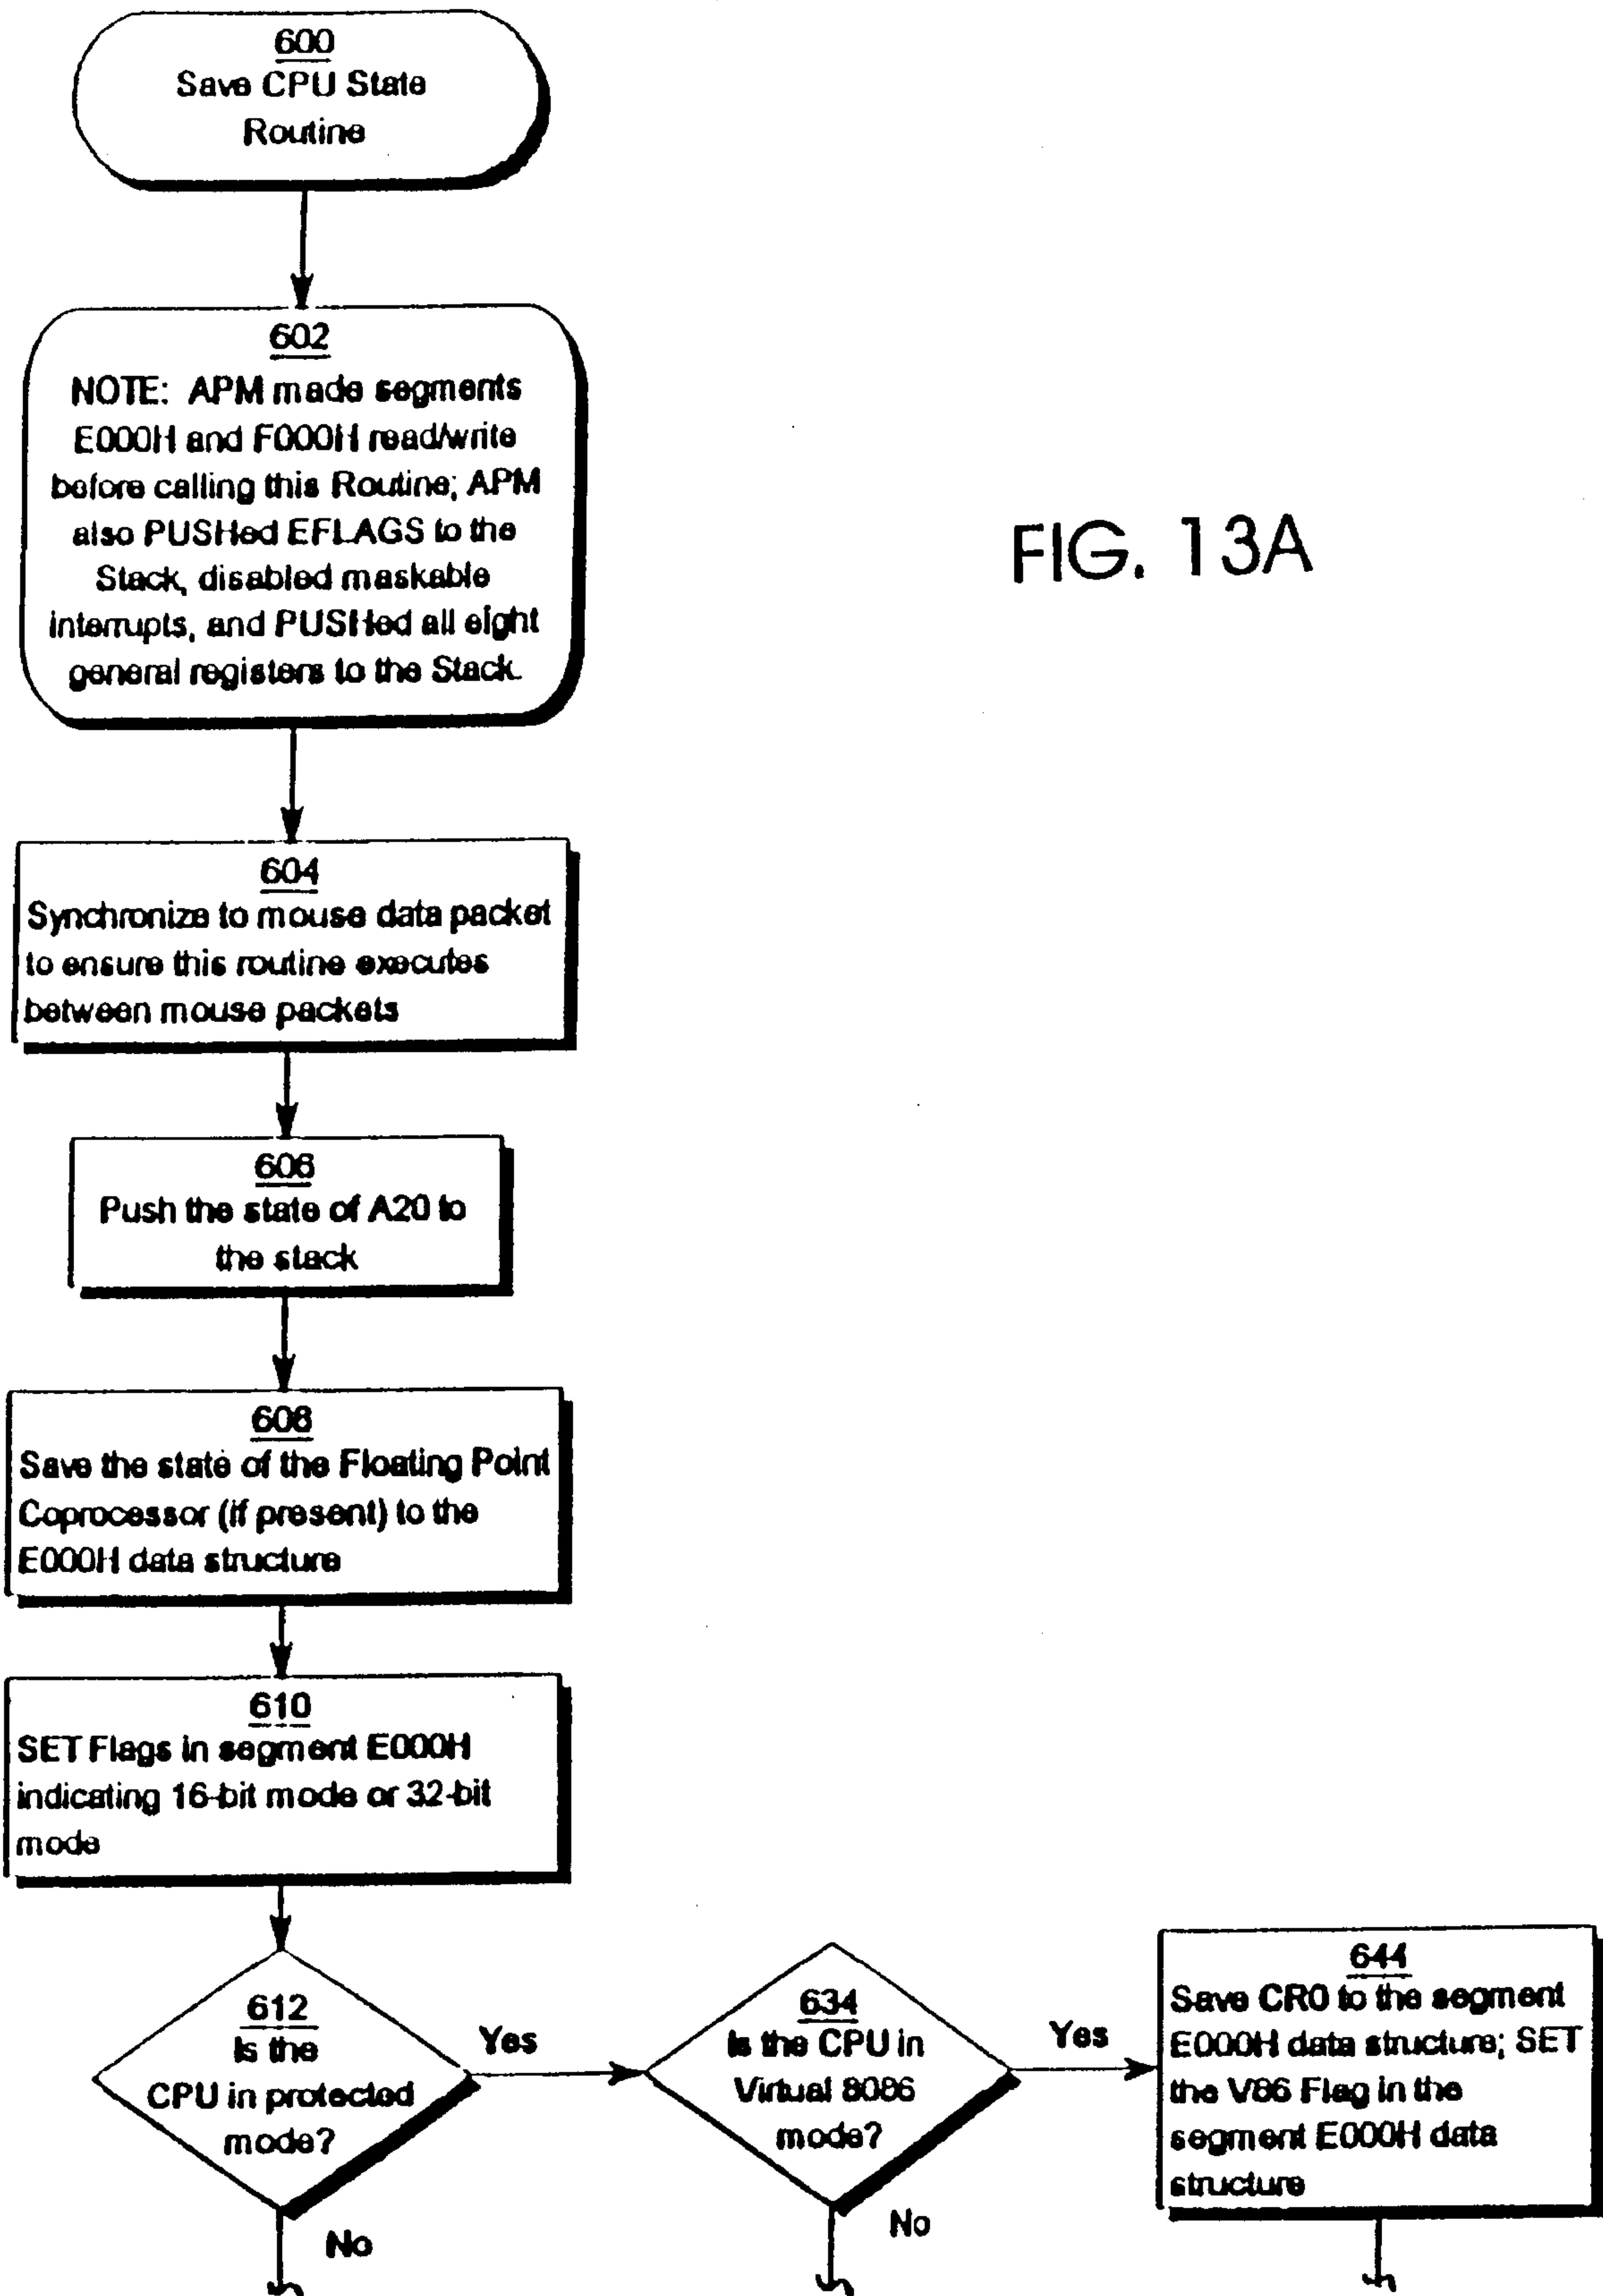 600
Save CPU State
Routine
602
NOTE: APM made segments
E000H and F000H read/write
before calling this Routine; APM
also PUSHed EFLAGS to the
Stack, disabled maskable
interrupts, and PUSHed all eight
general registers to the Stack.
FIG. 13A
604
Synchronize to mouse data packet
to ensure this routine executes
between mouse packets
606
Push the state of A20 to
the stack
608
Save the state of the Floating Point
Coprocessor (if present) to the
E000H data structure
610
SET Flags in segment E000H
indicating 16-bit mode or 32-bit
mode
612
Is the
CPU in protected
mode?
Yes
No
634
Is the CPU in
Virtual 8086
mode?
Yes
No
644
Save CR0 to the segment
E000H data structure; SET
the V86 Flag in the
segment E000H data
structure